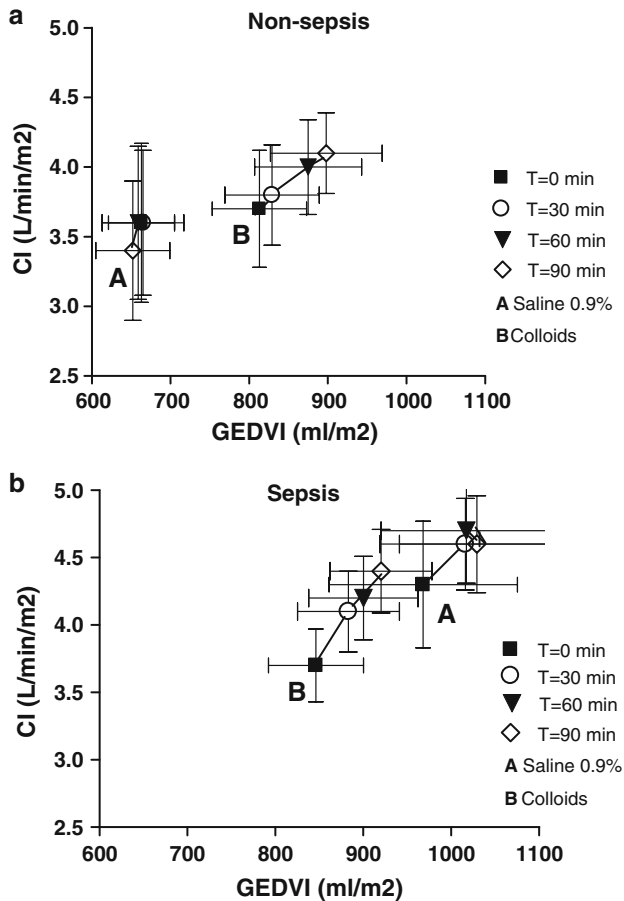 a
Non-sepsis
5.0
4.5
4.0
3.5
3.0
2.5
CI (L/min/m2)
A
B
T=0 min
T=30 min
T=60 min
T=90 min
A Saline 0.9%
B Colloids
600 700 800 900 1000 1100
GEDVI (ml/m2)
b
Sepsis
5.0
4.5
4.0
3.5
3.0
2.5
CI (L/min/m2)
A
B
T=0 min
T=30 min
T=60 min
T=90 min
A Saline 0.9%
B Colloids
600 700 800 900 1000 1100
GEDVI (ml/m2)